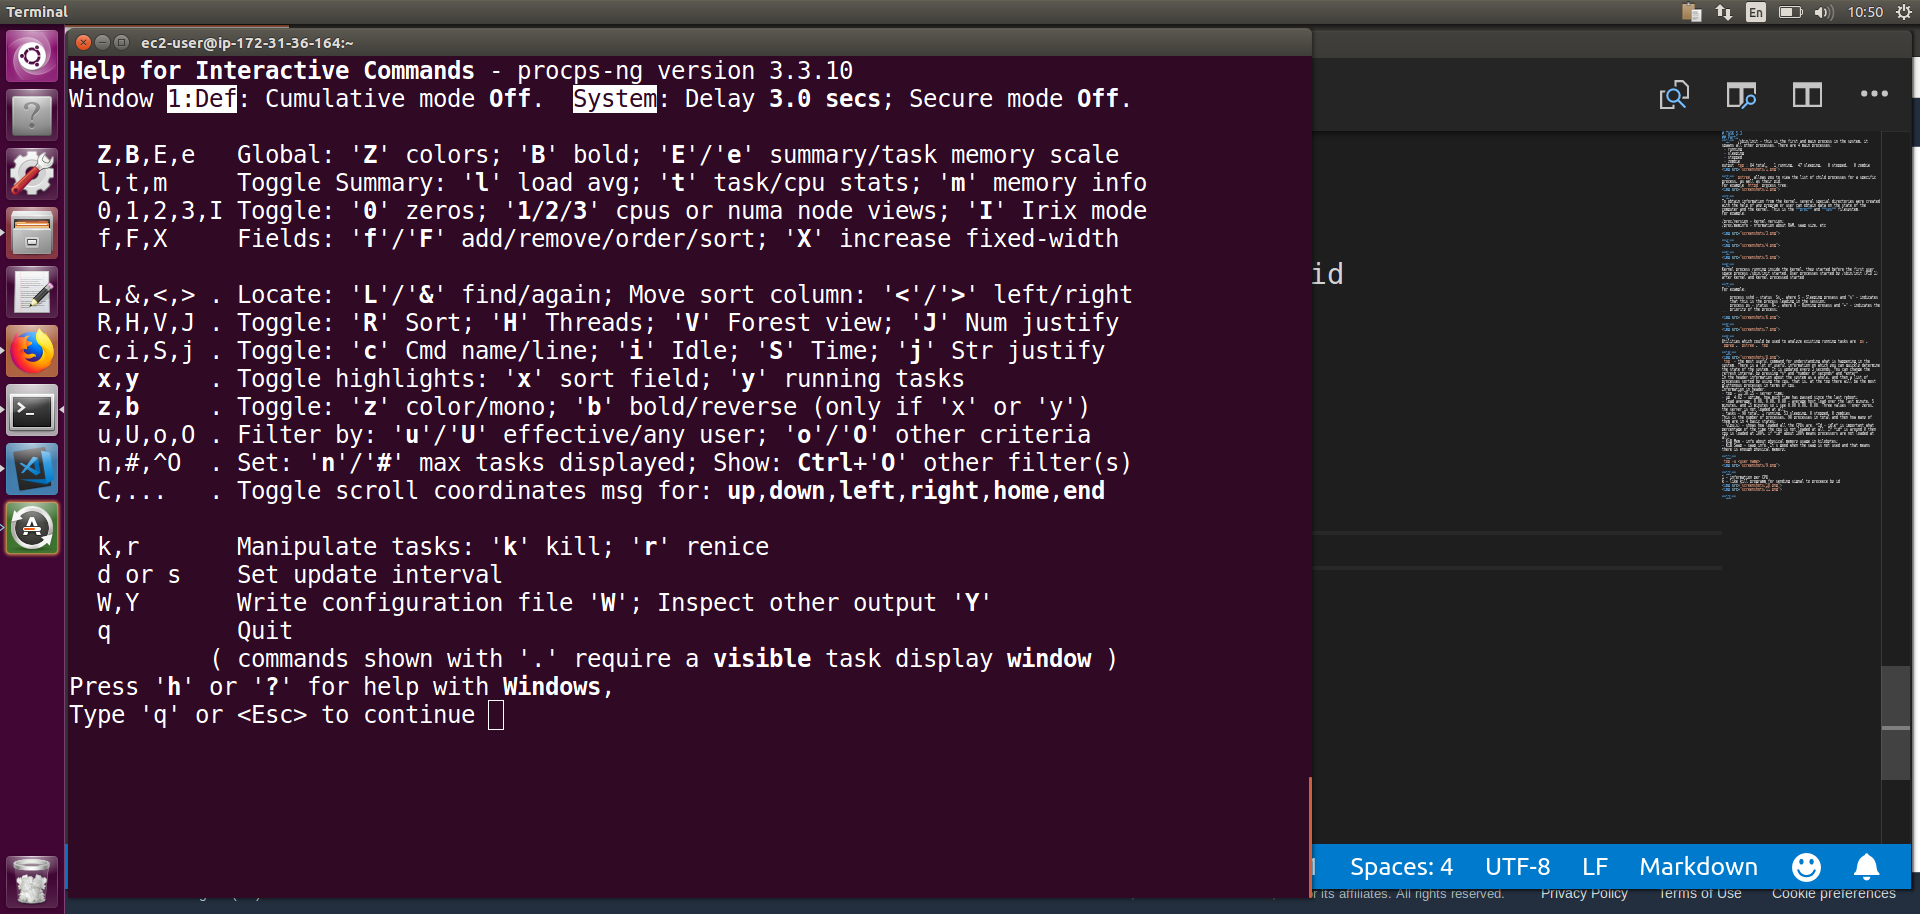 Terminal
En
10:50
ec2-user@ip-172-31-36-164:~
Help for Interactive Commands - procps-ng version 3.3.10
Window 1:Def: Cumulative mode Off.  System: Delay 3.0 secs; Secure mode Off.
Z,B,E,e   Global: 'Z' colors; 'B' bold; 'E'/'e' summary/task memory scale
l,t,m     Toggle Summary: 'l' load avg; 't' task/cpu stats; 'm' memory info
0,1,2,3,I Toggle: '0' zeros; '1/2/3' cpus or numa node views; 'I' Irix mode
f,F,X     Fields: 'f'/'F' add/remove/order/sort; 'X' increase fixed-width
L,&,<,> . Locate: 'L'/'&' find/again; Move sort column: '<'/'>' left/right
R,H,V,J . Toggle: 'R' Sort; 'H' Threads; 'V' Forest view; 'J' Num justify
c,i,S,j . Toggle: 'c' Cmd name/line; 'i' Idle; 'S' Time; 'j' Str justify
x,y     . Toggle highlights: 'x' sort field; 'y' running tasks
z,b     . Toggle: 'z' color/mono; 'b' bold/reverse (only if 'x' or 'y')
u,U,o,O . Filter by: 'u'/'U' effective/any user; 'o'/'O' other criteria
n,#,^O  . Set: 'n'/'#' max tasks displayed; Show: Ctrl+'O' other filter(s)
C,...   . Toggle scroll coordinates msg for: up,down,left,right,home,end
k,r       Manipulate tasks: 'k' kill; 'r' renice
d or s    Set update interval
W,Y       Write configuration file 'W'; Inspect other output 'Y'
q         Quit
( commands shown with '.' require a visible task display window )
Press 'h' or '?' for help with Windows,
Type 'q' or <Esc> to continue
id
Spaces: 4 UTF-8 LF Markdown
its affiliates. All rights reserved. Privacy Policy Terms of Use Cookie preferences